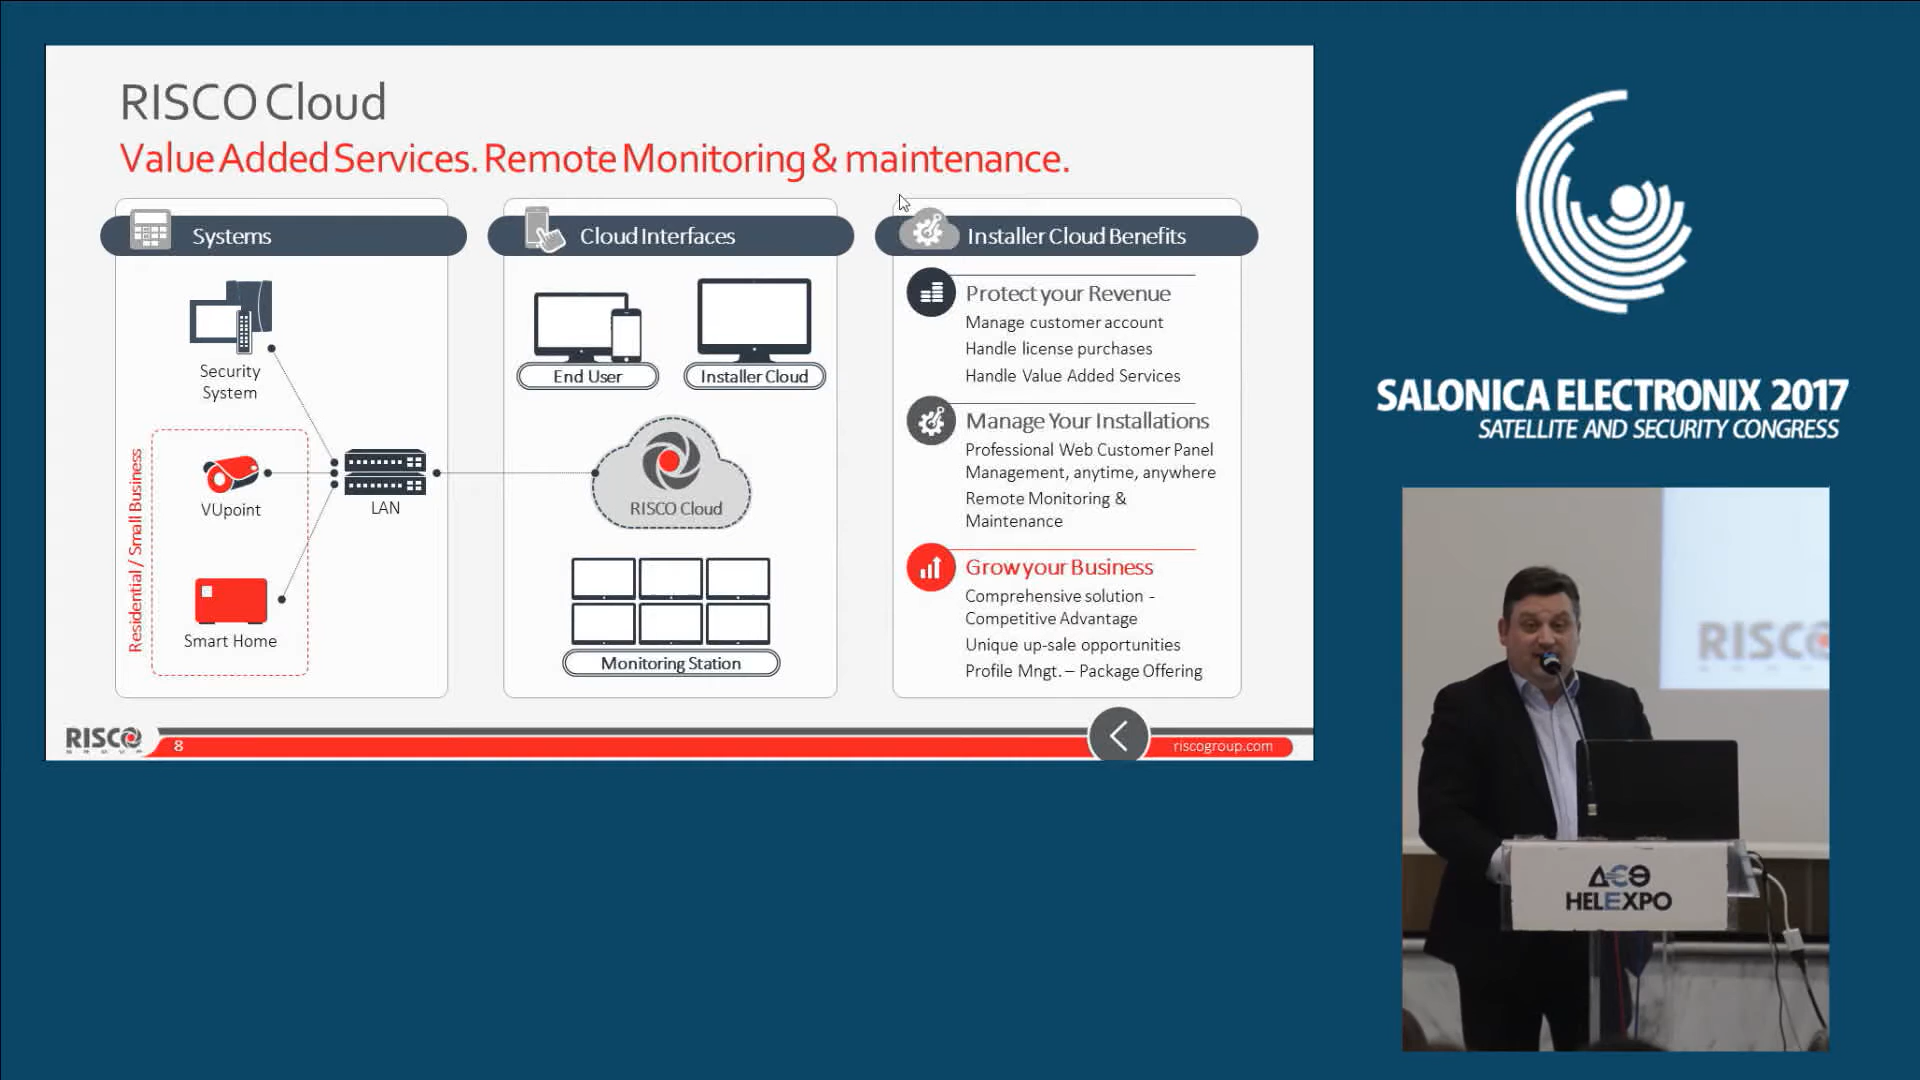 RISCO Cloud
Value Added Services. Remote Monitoring & maintenance.
Systems
Security
System
Residential / Small Business
VUpoint
LAN
Smart Home
Cloud Interfaces
End User
Installer Cloud
RISCO Cloud
Monitoring Station
Installer Cloud Benefits
Protect your Revenue
Manage customer account
Handle license purchases
Handle Value Added Services
Manage Your Installations
Professional Web Customer Panel
Management, anytime, anywhere
Remote Monitoring &
Maintenance
Grow your Business
Comprehensive solution -
Competitive Advantage
Unique up-sale opportunities
Profile Mngt. – Package Offering
RISCO
GROUP
8
riscogroup.com
SALONICA ELECTRONIX 2017
SATELLITE AND SECURITY CONGRESS
RISCO
ΔΕΘ
HELEXPO